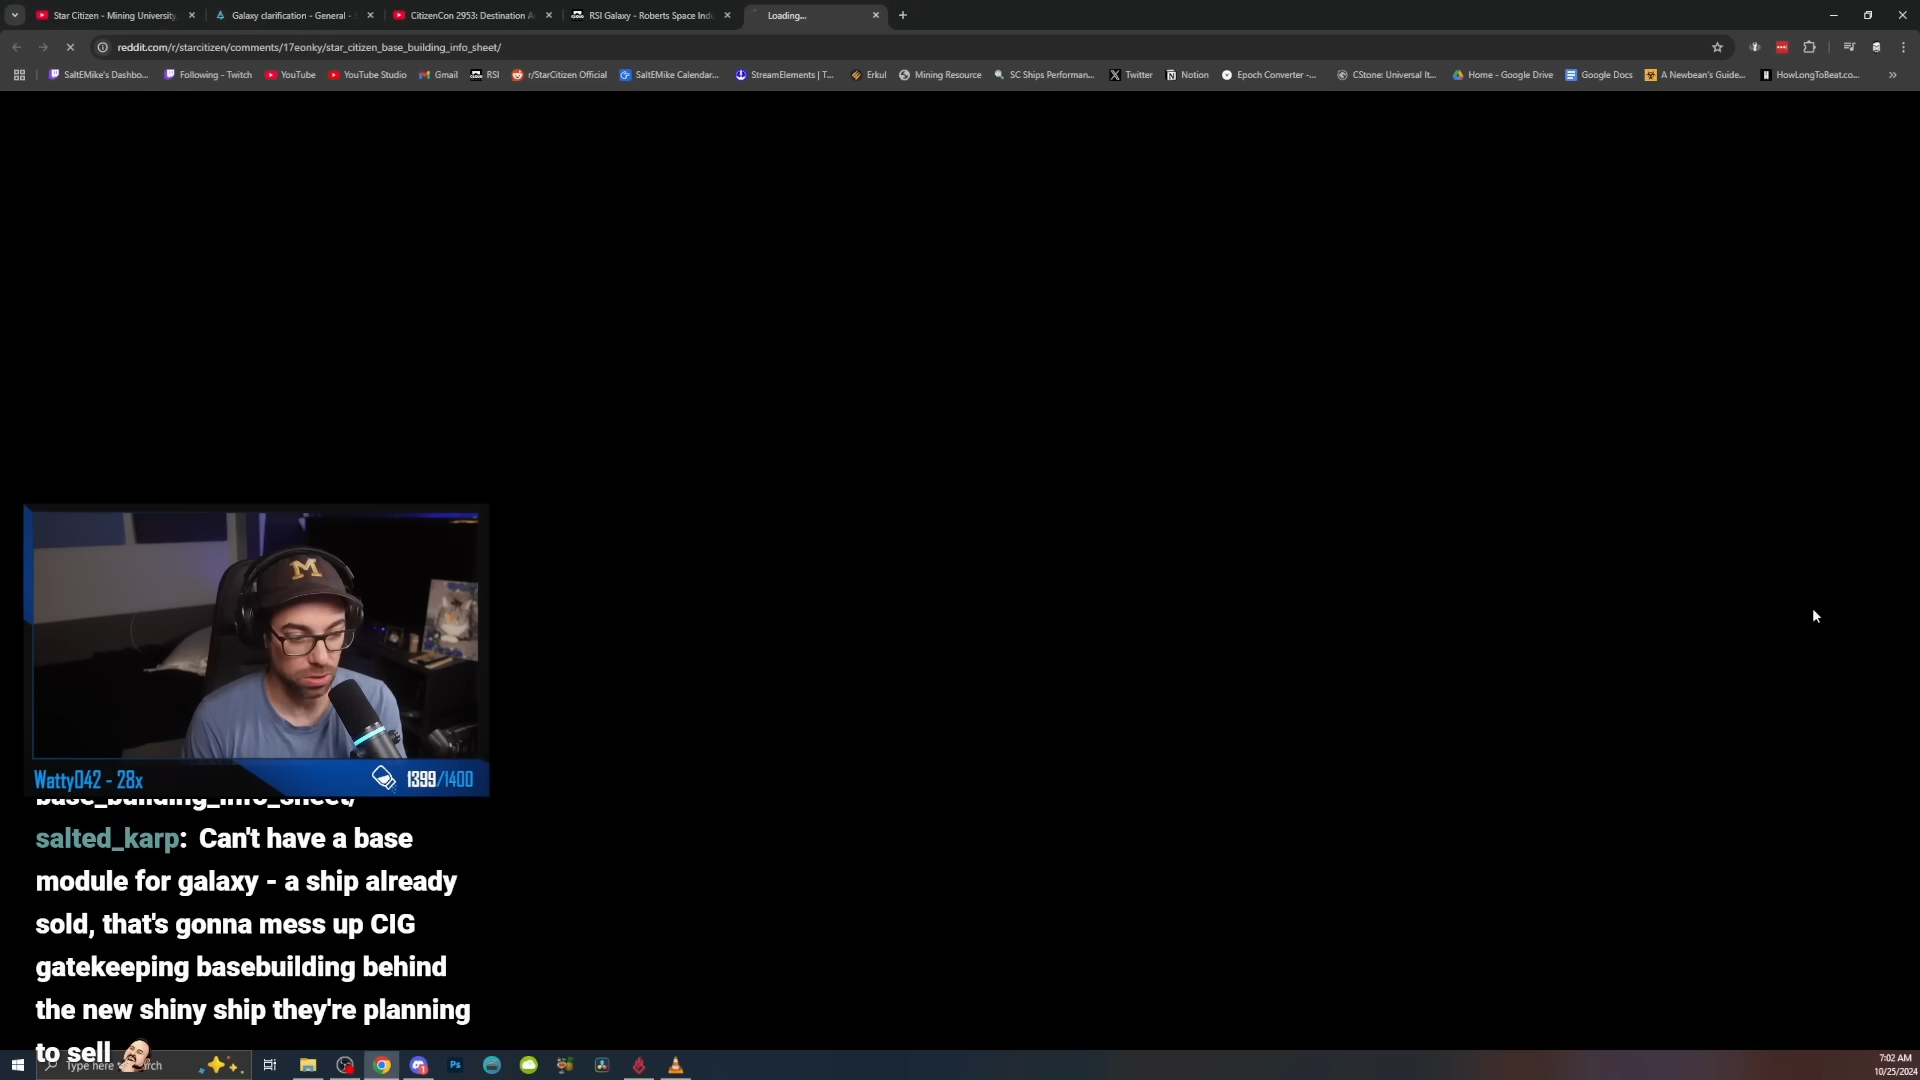 Star Citizen - Mining University
Galaxy clarification - General -
CitizenCon 2953: Destination A
RSI Galaxy - Roberts Space Ind
Loading...
reddit.com/r/starcitizen/comments/17eonky/star_citizen_base_building_info_sheet/
SaltEMike's Dashbo...
Following - Twitch
YouTube
YouTube Studio
Gmail
RSI
r/StarCitizen Official
SaltEMike Calendar...
StreamElements | T...
Erkul
Mining Resource
SC Ships Performan...
Twitter
Notion
Epoch Converter -...
CStone: Universal It...
Home - Google Drive
Google Docs
A Newbean's Guide...
HowLongToBeat.co...
M
Watty042 - 28x
1399/1400
base_building_info_sheet/
salted_karp: Can't have a base
module for galaxy - a ship already
sold, that's gonna mess up CIG
gatekeeping basebuilding behind
the new shiny ship they're planning
to sell
Type here
7:02 AM
10/25/2024